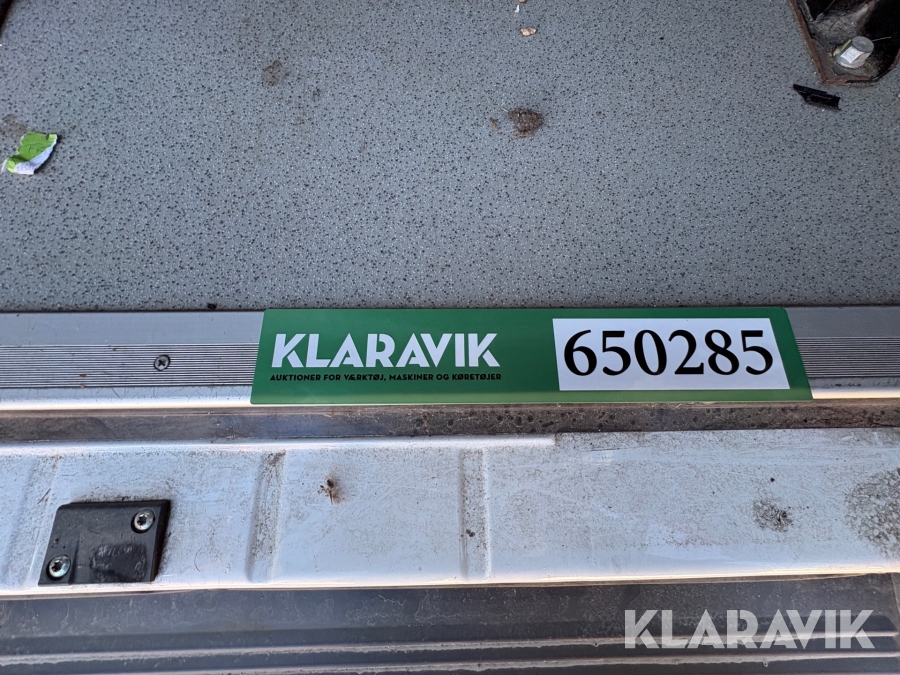 KLARAVIK
AUKTIONER FOR VÆRKTØJ, MASKINER OG KØRETØJER
650285
KLARAVIK